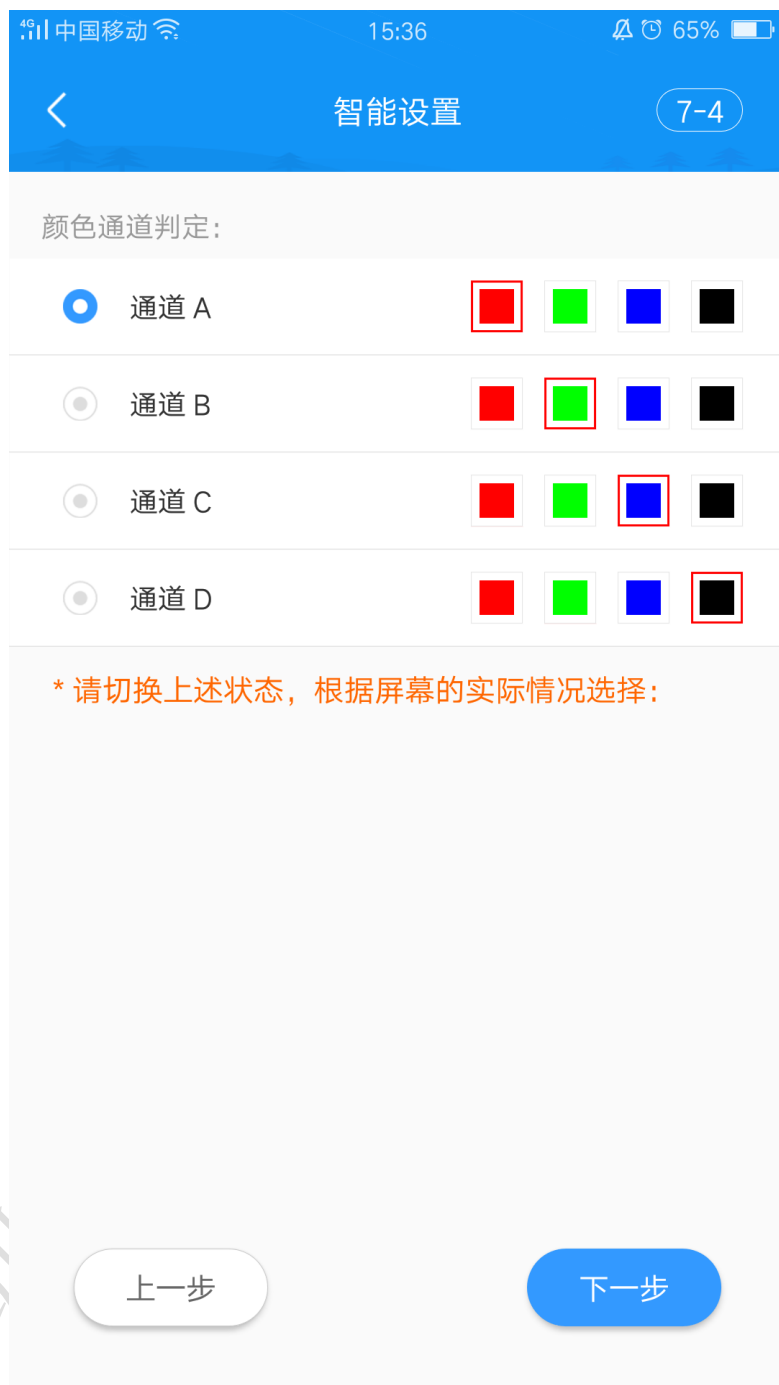 4G 中国移动 15:36 65%
智能设置 7-4
颜色通道判定:
通道 A
通道 B
通道 C
通道 D
* 请切换上述状态，根据屏幕的实际情况选择:
上一步 下一步